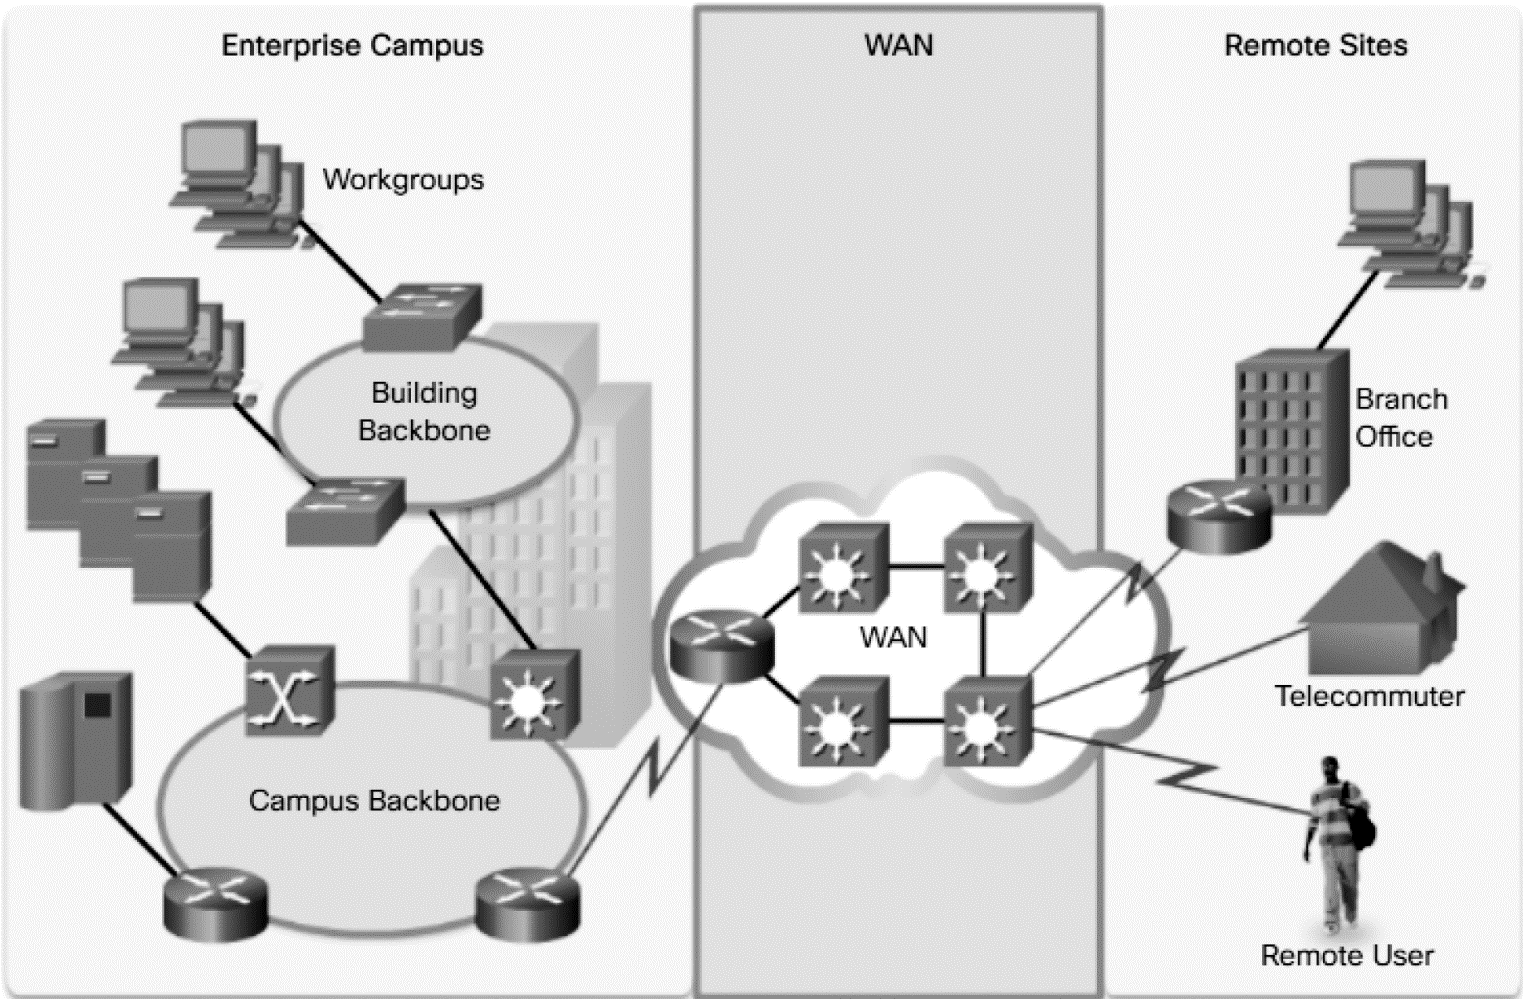 Enterprise Campus
WAN
Remote Sites
Workgroups
Building
Backbone
Branch
Office
WAN
Telecommuter
Campus Backbone
Remote User